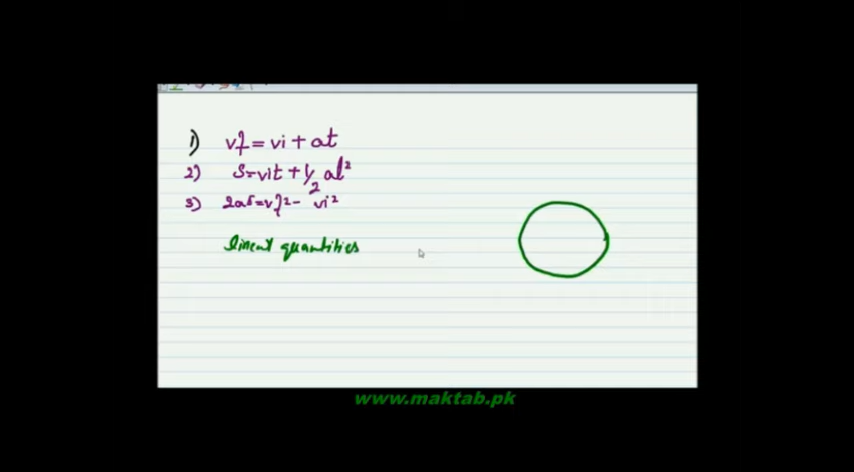 1) vf = vi + at
2) S = vit + 1/2 at²
3) 2as = vf² - vi²
linear quantities
www.maktab.pk